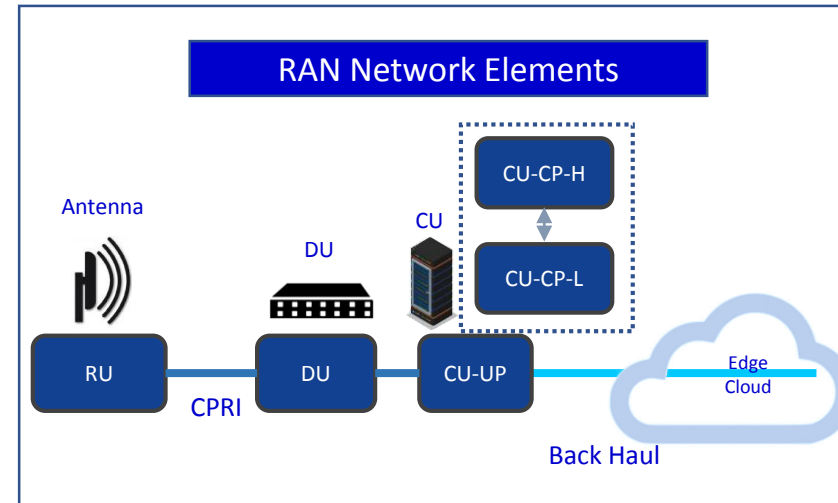 RAN Network Elements
CU-CP-H
Antenna
CU
DU
CU-CP-L
RU
DU
CU-UP
Edge
Cloud
CPRI
Back Haul